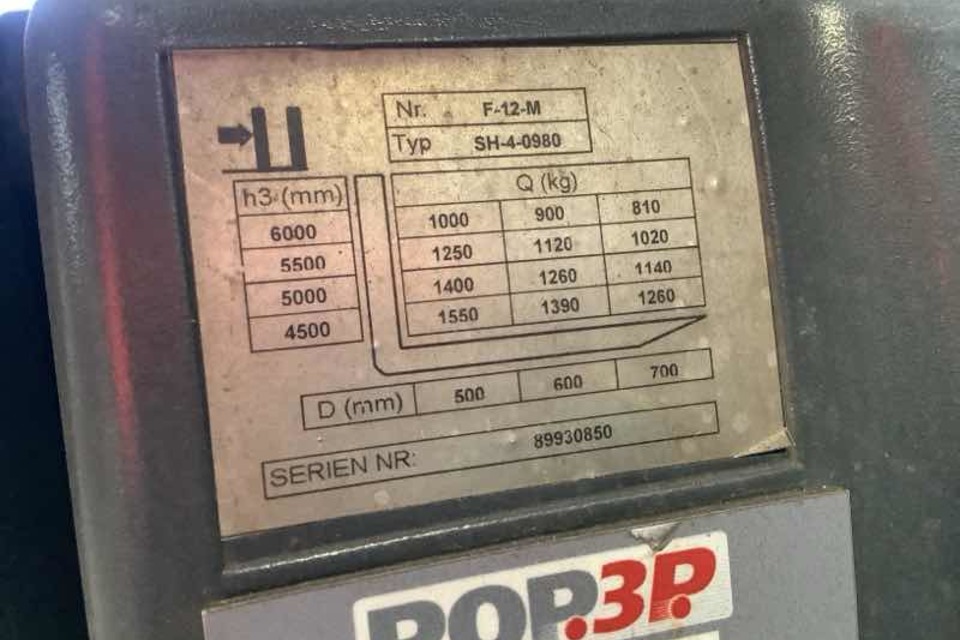 Nr. F-12-M
Typ SH-4-0980
h3 (mm) Q (kg)
6000 1000 900 810
5500 1250 1120 1020
5000 1400 1260 1140
4500 1550 1390 1260
D (mm) 500 600 700
SERIEN NR: 89930850